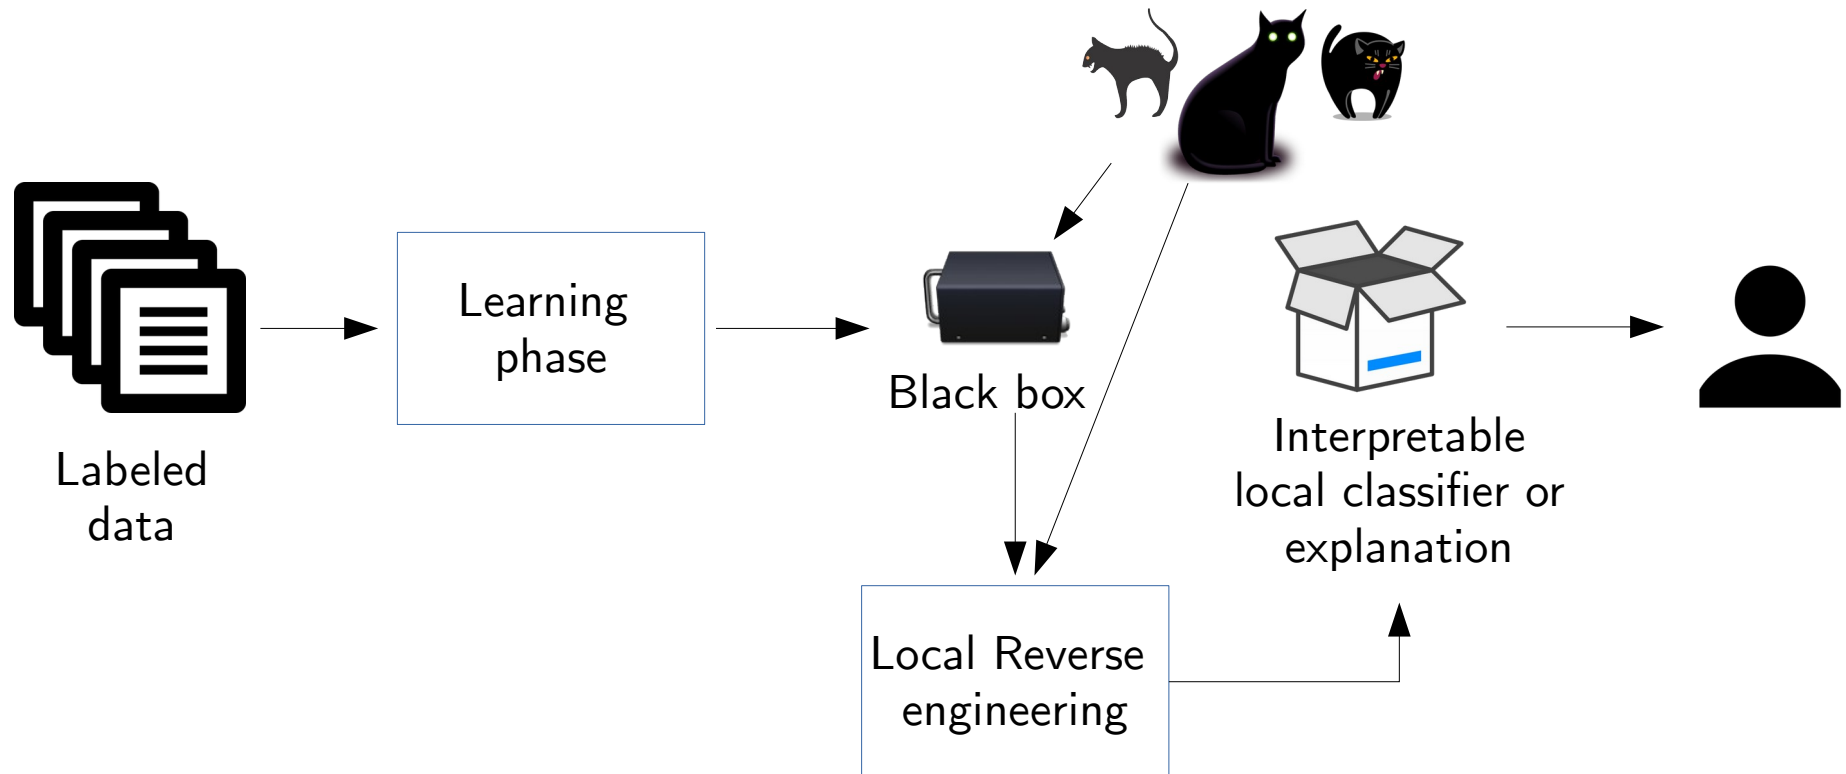 Labeled
data
Learning
phase
Black box
Local Reverse
engineering
Interpretable
local classifier or
explanation